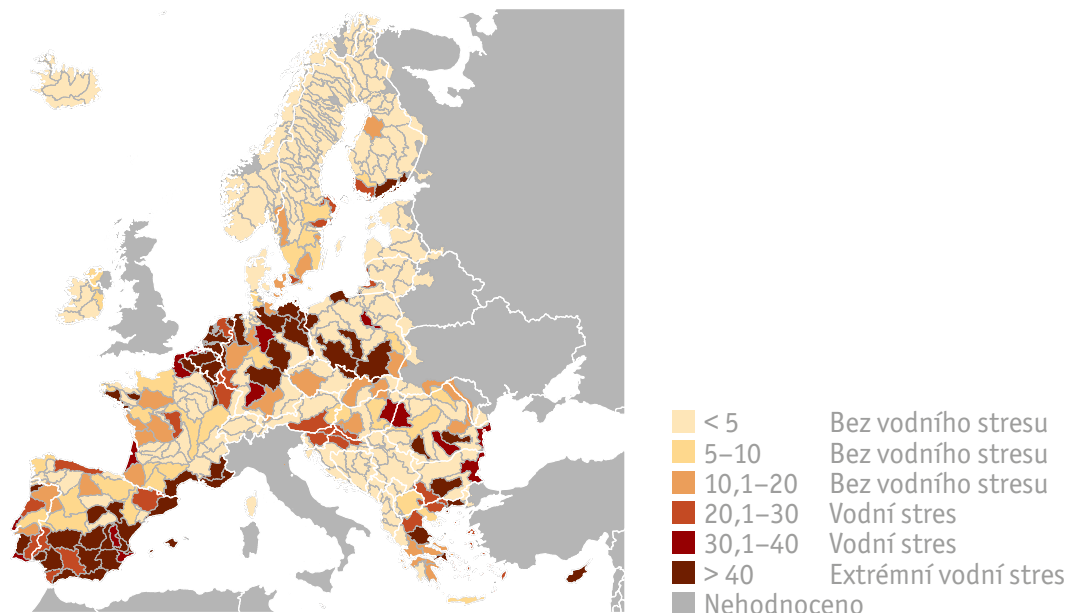 < 5 Bez vodního stresu
5–10 Bez vodního stresu
10,1–20 Bez vodního stresu
20,1–30 Vodní stres
30,1–40 Vodní stres
> 40 Extrémní vodní stres
Nehodnoceno